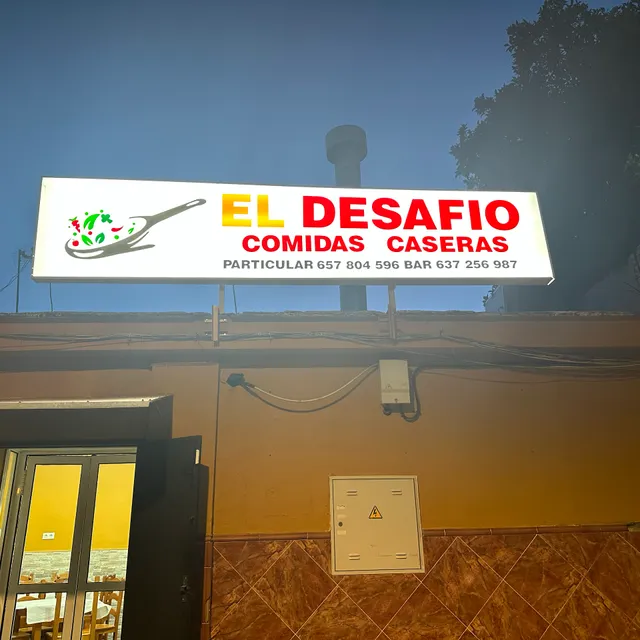 EL DESAFIO
COMIDAS CASERAS
PARTICULAR 657 804 596 BAR 637 256 987